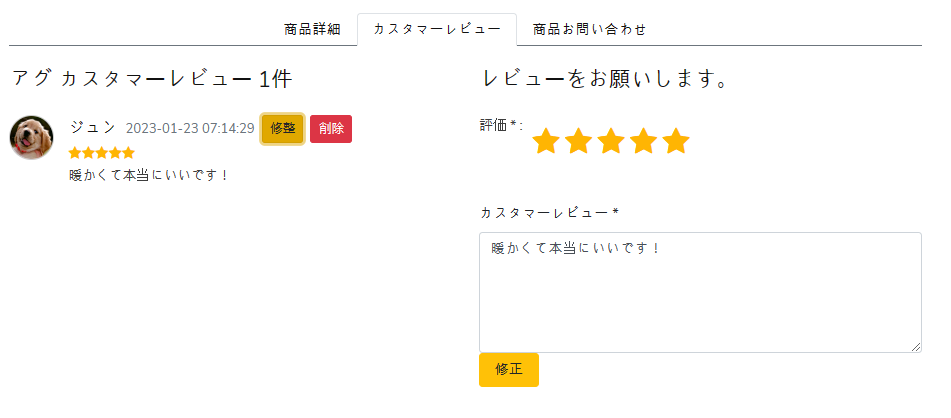 商品詳細 カスタマーレビュー 商品お問い合わせ
アグ カスタマーレビュー 1件
ジュン 2023-01-23 07:14:29 修整 削除
暖かくて本当にいいです！
レビューをお願いします。
評価 * :
カスタマーレビュー *
暖かくて本当にいいです！
修正